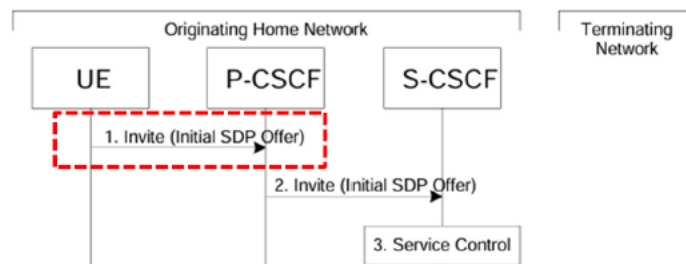 Originating Home Network
Terminating
Network
UE
P-CSCF
S-CSCF
1. Invite (Initial SDP Offer)
2. Invite (Initial SDP Offer)
3. Service Control